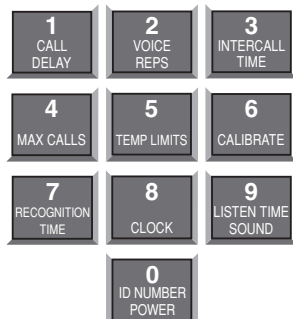 1
CALL
DELAY
2
VOICE
REPS
3
INTERCALL
TIME
4
MAX CALLS
5
TEMP LIMITS
6
CALIBRATE
7
RECOGNITION
TIME
8
CLOCK
9
LISTEN TIME
SOUND
0
ID NUMBER
POWER